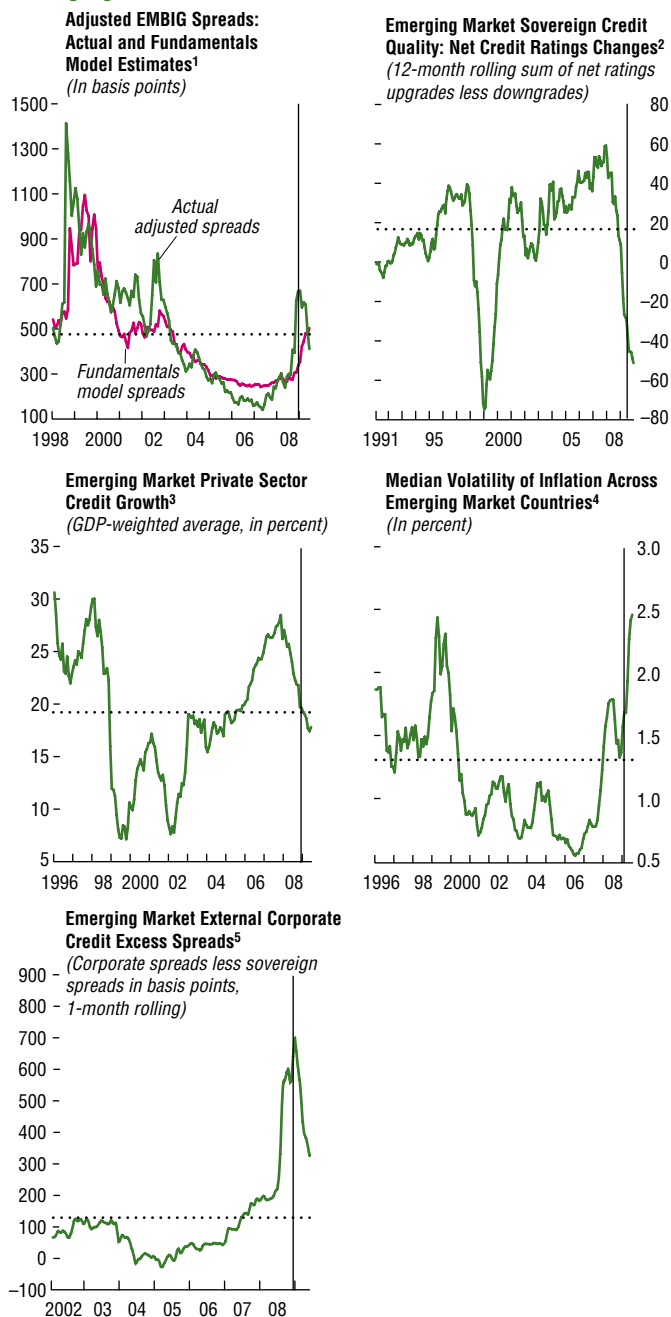 Adjusted EMBIG Spreads:
Actual and Fundamentals
Model Estimates1
(In basis points)
1500
1300
1100
900
700
500
300
100
Actual
adjusted spreads
Fundamentals
model spreads
1998 2000 02 04 06 08
Emerging Market Sovereign Credit
Quality: Net Credit Ratings Changes2
(12-month rolling sum of net ratings
upgrades less downgrades)
80
60
40
20
0
–20
–40
–60
–80
1991 95 2000 05 08
Emerging Market Private Sector
Credit Growth3
(GDP-weighted average, in percent)
35
30
25
20
15
10
5
1996 98 2000 02 04 06 08
Median Volatility of Inflation Across
Emerging Market Countries4
(In percent)
3.0
2.5
2.0
1.5
1.0
0.5
1996 98 2000 02 04 06 08
Emerging Market External Corporate
Credit Excess Spreads5
(Corporate spreads less sovereign
spreads in basis points,
1-month rolling)
900
800
700
600
500
400
300
200
100
0
–100
2002 03 04 05 06 07 08